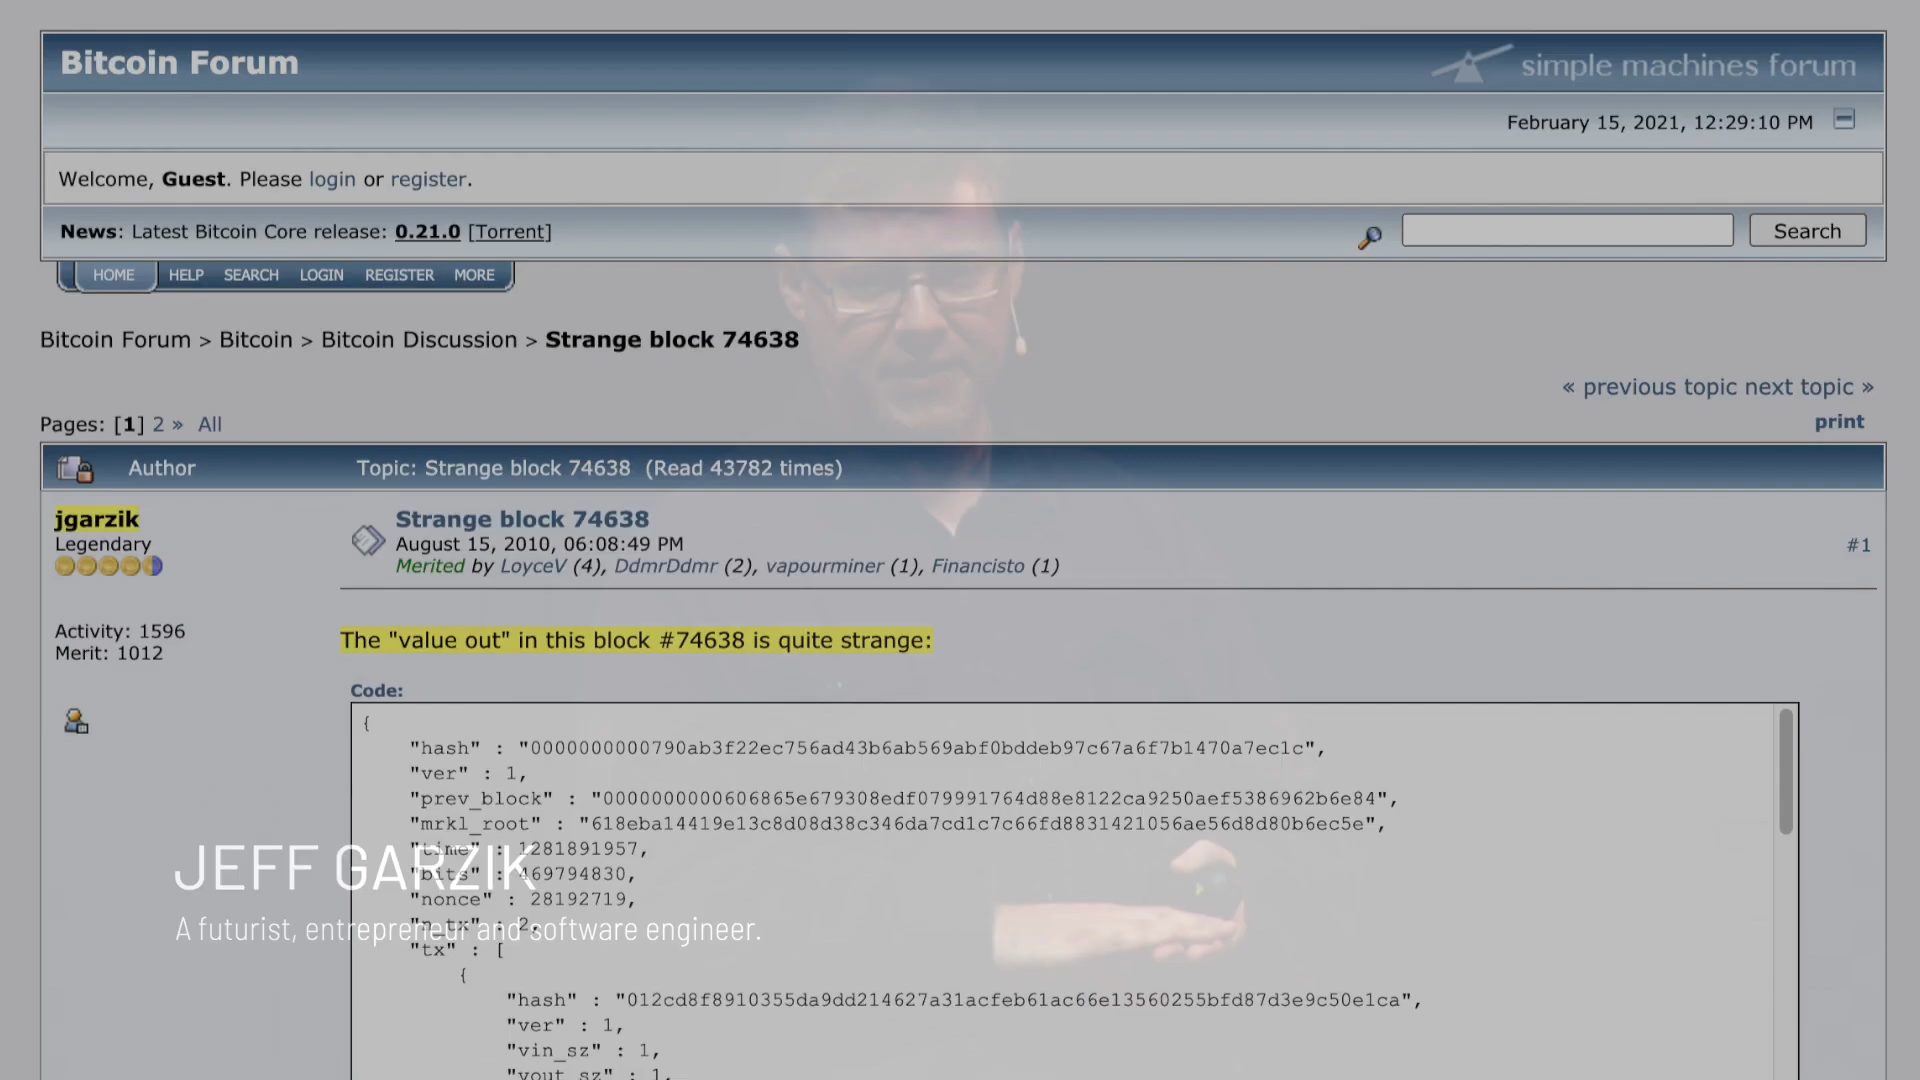 Bitcoin Forum
simple machines forum
February 15, 2021, 12:29:10 PM
Welcome, Guest. Please login or register.
News: Latest Bitcoin Core release: 0.21.0 [Torrent]
Search
HOME HELP SEARCH LOGIN REGISTER MORE
Bitcoin Forum > Bitcoin > Bitcoin Discussion > Strange block 74638
« previous topic next topic »
Pages: [1] 2 » All
print
Author
Topic: Strange block 74638 (Read 43782 times)
jgarzik
Legendary
Activity: 1596
Merit: 1012
Strange block 74638
August 15, 2010, 06:08:49 PM
Merited by LoyceV (4), DdmrDdmr (2), vapourminer (1), Financisto (1)
#1
The "value out" in this block #74638 is quite strange:
Code:
{
"hash" : "0000000000790ab3f22ec756ad43b6ab569abf0bddeb97c67a6f7b1470a7ec1c",
"ver" : 1,
"prev_block" : "0000000000606865e679308edf079991764d88e8122ca9250aef5386962b6e84",
"mrkl_root" : "618eba14419e13c8d08d38c346da7cd1c7c66fd8831421056ae56d8d80b6ec5e",
"time" : 1281891957,
"bits" : 469794830,
"nonce" : 28192719,
"n_tx" : 2,
"tx" : [
{
"hash" : "012cd8f8910355da9dd214627a31acfeb61ac66e13560255bfd87d3e9c50e1ca",
"ver" : 1,
"vin_sz" : 1,
"vout_sz" : 1,
JEFF GARZIK
A futurist, entrepreneur and software engineer.